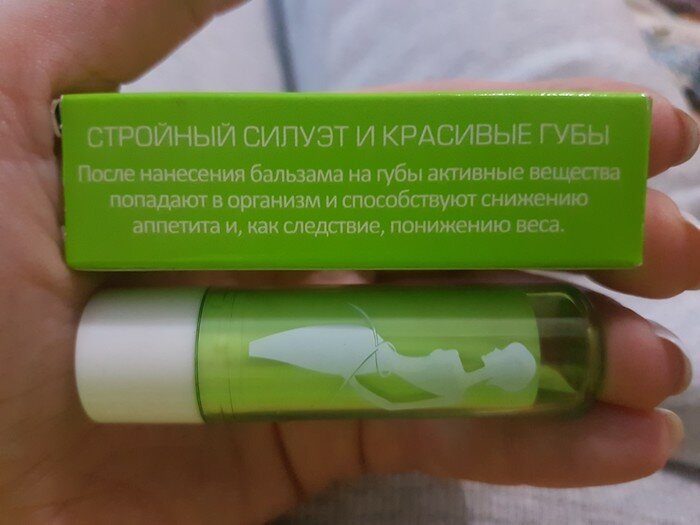 СТРОЙНЫЙ СИЛУЭТ И КРАСИВЫЕ ГУБЫ
После нанесения бальзама на губы активные вещества
попадают в организм и способствуют снижению
аппетита и, как следствие, понижению веса.